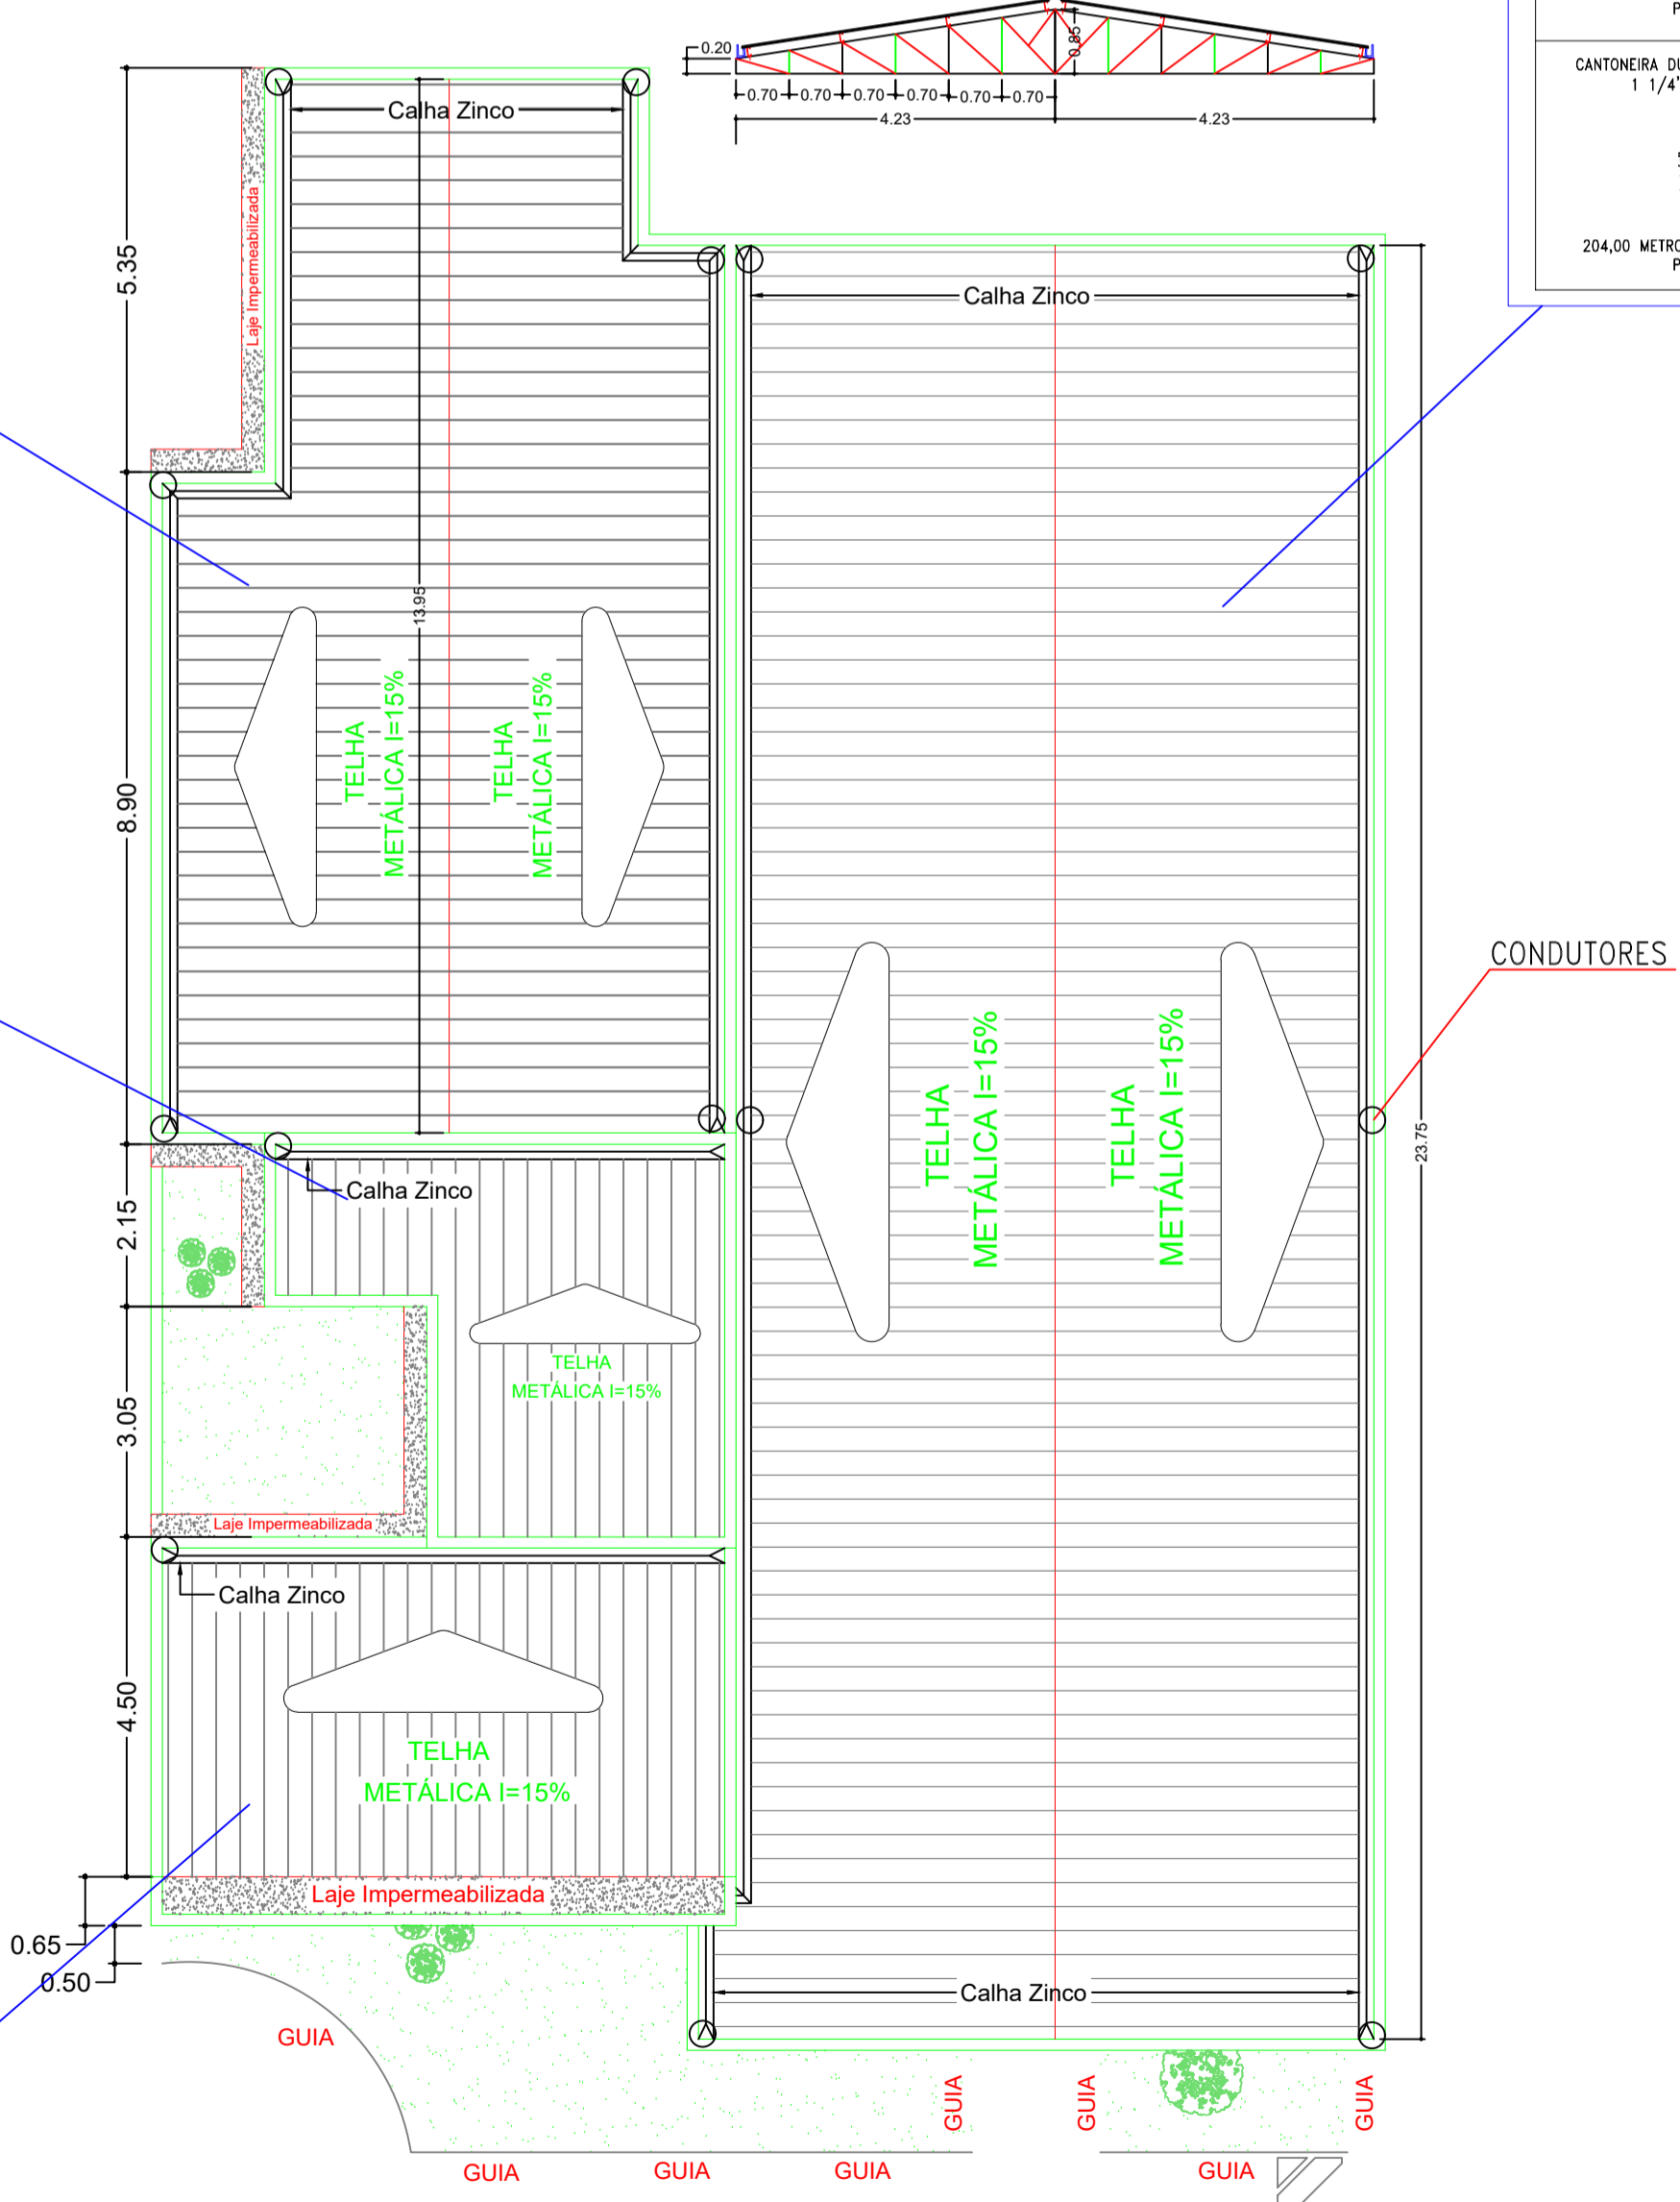 P
CANTONEIRA DU
1 1/4"
204,00 METRO
P
0.20
0.85
0.70 0.70 0.70 0.70 0.70 0.70
4.23 4.23
Calha Zinco
Laje Impermeabilizada
5.35
Calha Zinco
13.95
8.90
TELHA
METÁLICA I=15%
TELHA
METÁLICA I=15%
CONDUTORES
TELHA
METÁLICA I=15%
TELHA
METÁLICA I=15%
23.75
Calha Zinco
2.15
TELHA
METÁLICA I=15%
3.05
Laje Impermeabilizada
Calha Zinco
4.50
TELHA
METÁLICA I=15%
Laje Impermeabilizada
0.65
0.50
Calha Zinco
GUIA
GUIA
GUIA
GUIA
GUIA
GUIA
GUIA
GUIA